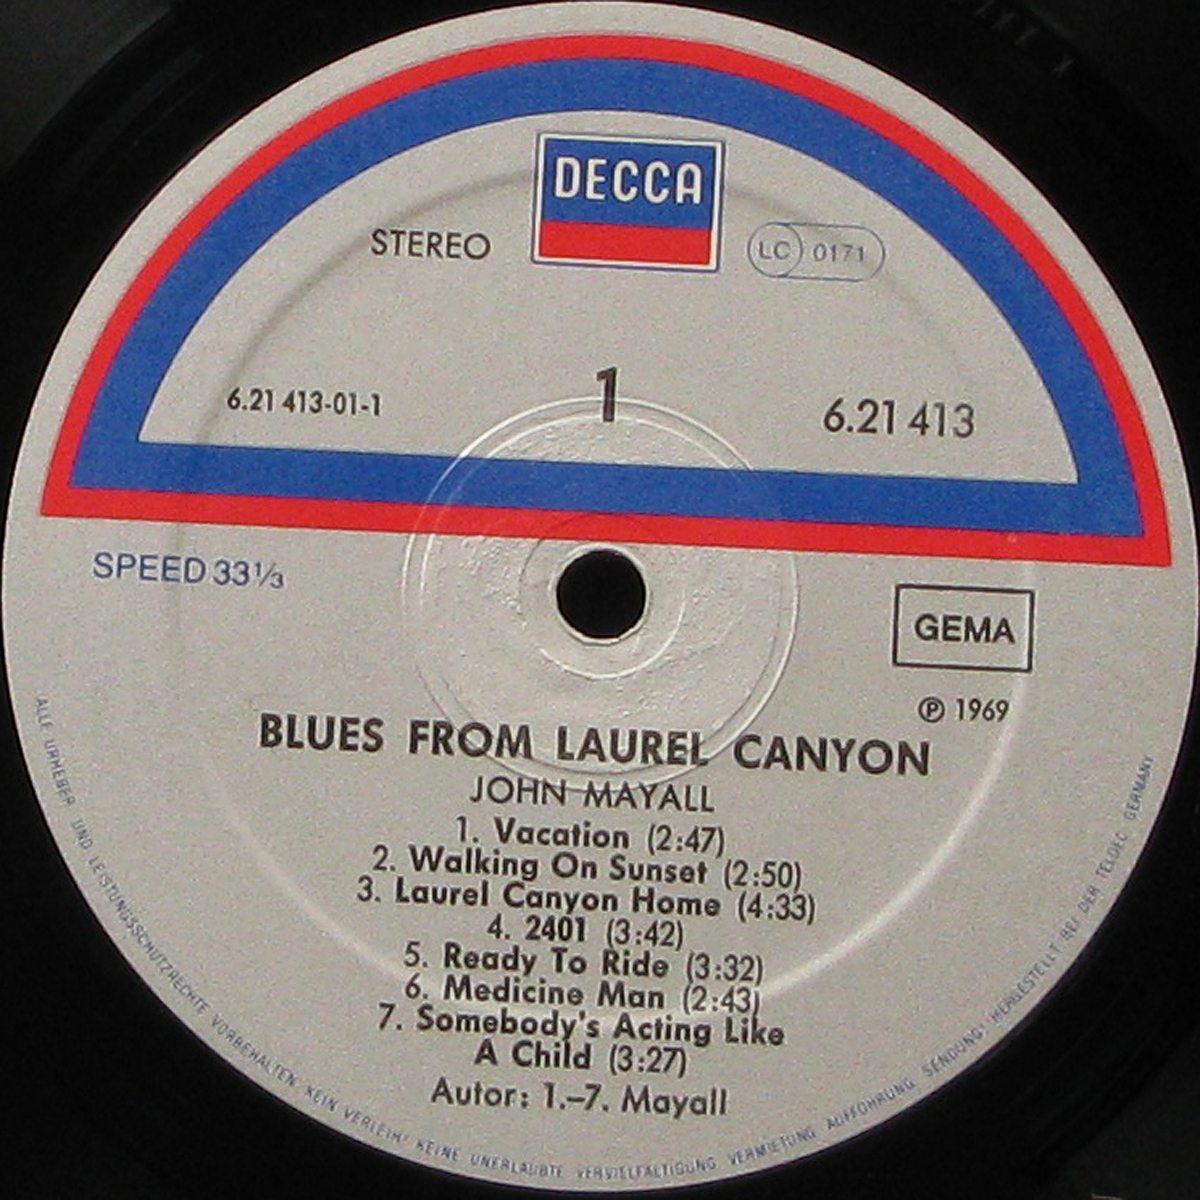 DECCA
STEREO
LC 0171
1
6.21 413-01-1
6.21 413
SPEED 33⅓
GEMA
℗ 1969
BLUES FROM LAUREL CANYON
JOHN MAYALL
1. Vacation (2:47)
2. Walking On Sunset (2:50)
3. Laurel Canyon Home (4:33)
4. 2401 (3:42)
5. Ready To Ride (3:32)
6. Medicine Man (2:43)
7. Somebody's Acting Like
A Child (3:27)
Autor: 1.–7. Mayall
ALLE URHEBER UND LEISTUNGSSCHUTZRECHTE VORBEHALTEN KEIN VERLEIH! KEINE UNERLAUBTE VERVIELFÄLTIGUNG VERMIETUNG AUFFÜHRUNG SENDUNG! HERGESTELLT BEI DER TELDEC GERMANY